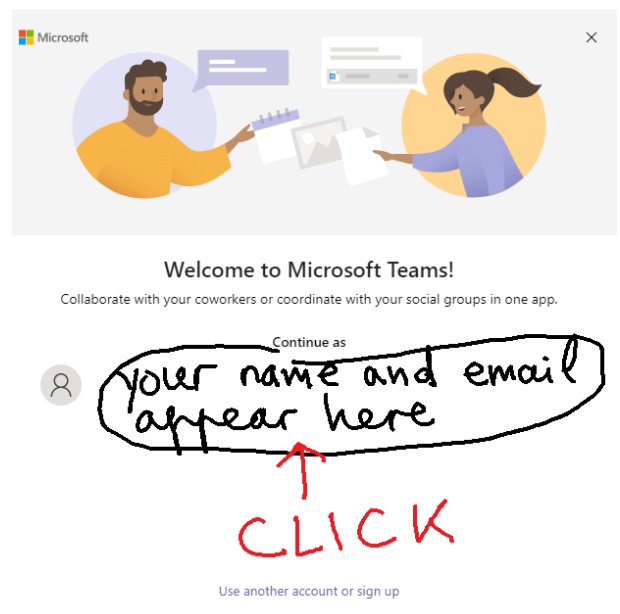 Microsoft
Welcome to Microsoft Teams!
Collaborate with your coworkers or coordinate with your social groups in one app.
Continue as
your name and email
appear here
CLICK
Use another account or sign up